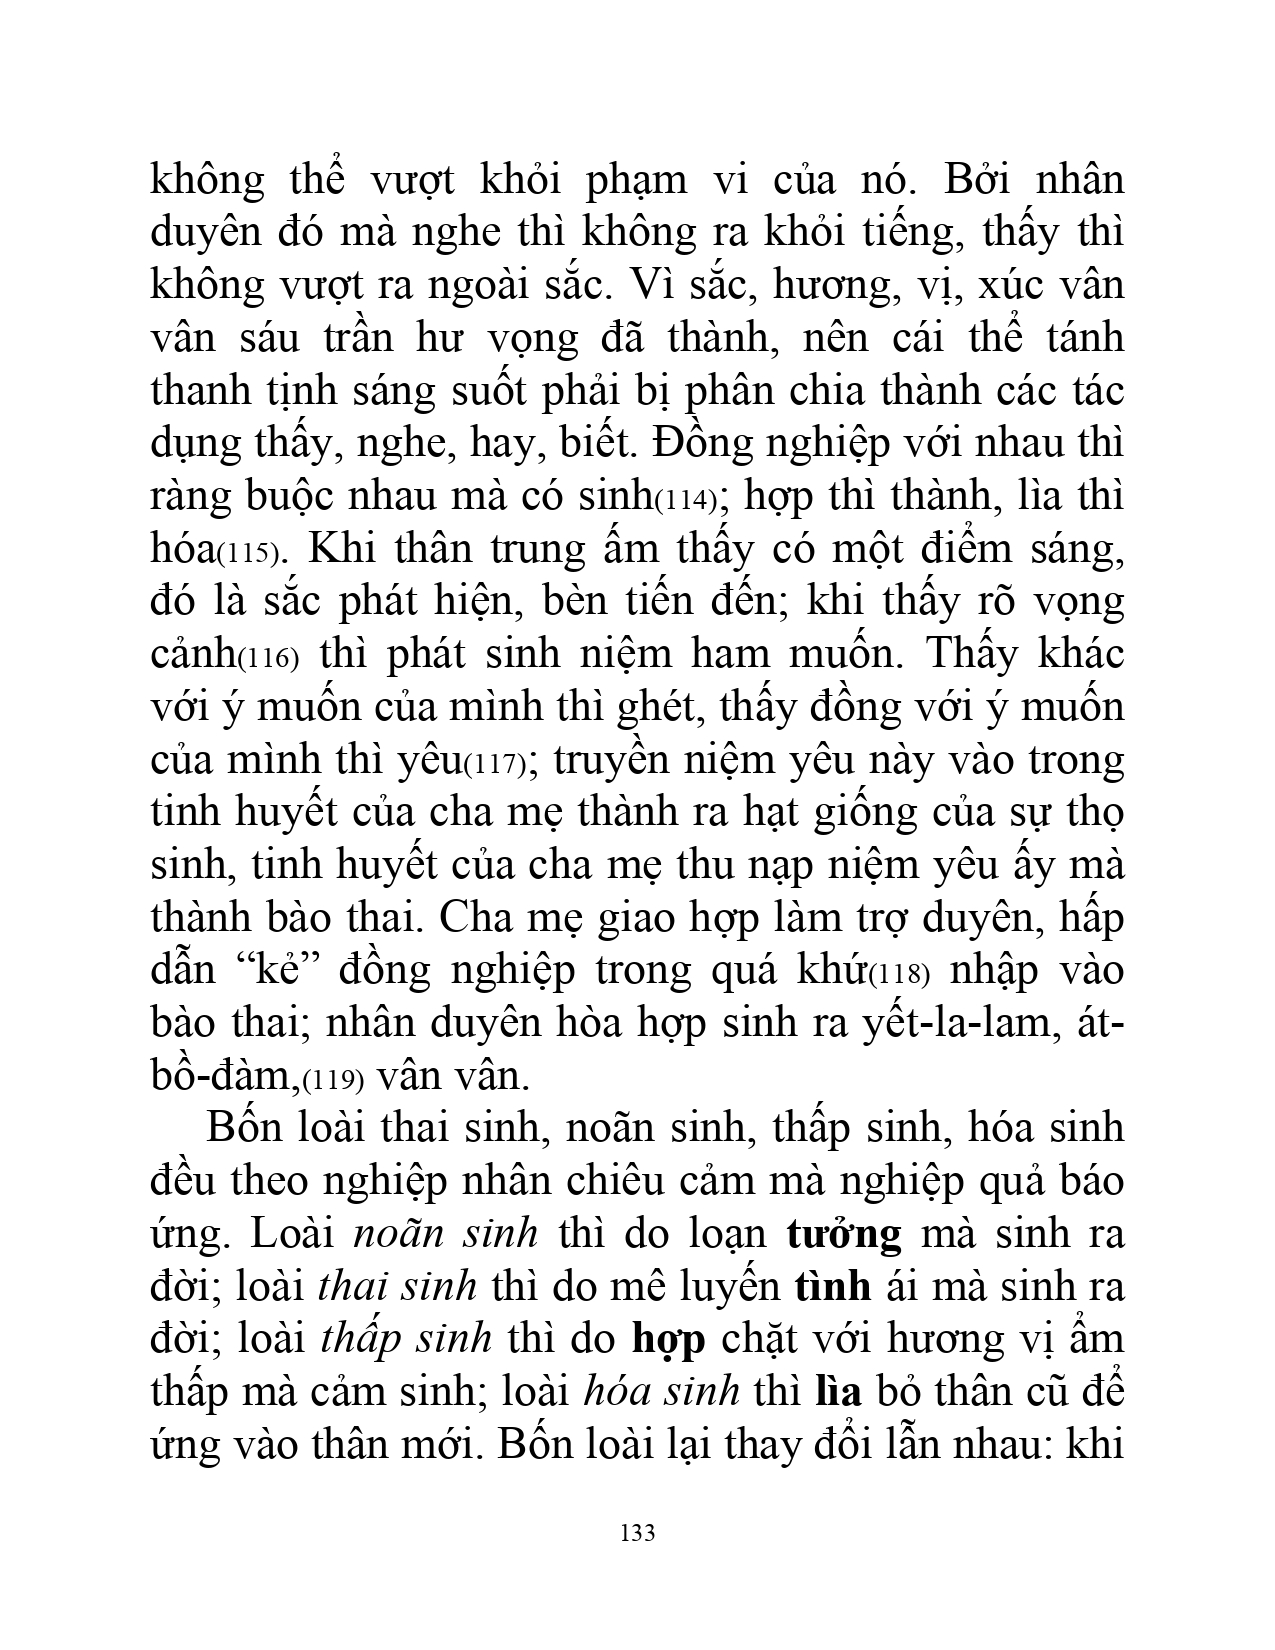 không thể vượt khỏi phạm vi của nó. Bởi nhân
duyên đó mà nghe thì không ra khỏi tiếng, thấy thì
không vượt ra ngoài sắc. Vì sắc, hương, vị, xúc vân
vân sáu trần hư vọng đã thành, nên cái thể tánh
thanh tịnh sáng suốt phải bị phân chia thành các tác
dụng thấy, nghe, hay, biết. Đồng nghiệp với nhau thì
ràng buộc nhau mà có sinh(114); hợp thì thành, lìa thì
hóa(115). Khi thân trung ấm thấy có một điểm sáng,
đó là sắc phát hiện, bèn tiến đến; khi thấy rõ vọng
cảnh(116) thì phát sinh niệm ham muốn. Thấy khác
với ý muốn của mình thì ghét, thấy đồng với ý muốn
của mình thì yêu(117); truyền niệm yêu này vào trong
tinh huyết của cha mẹ thành ra hạt giống của sự thọ
sinh, tinh huyết của cha mẹ thu nạp niệm yêu ấy mà
thành bào thai. Cha mẹ giao hợp làm trợ duyên, hấp
dẫn “kẻ” đồng nghiệp trong quá khứ(118) nhập vào
bào thai; nhân duyên hòa hợp sinh ra yết-la-lam, át-
bồ-đàm,(119) vân vân.
Bốn loài thai sinh, noãn sinh, thấp sinh, hóa sinh
đều theo nghiệp nhân chiêu cảm mà nghiệp quả báo
ứng. Loài noãn sinh thì do loạn tưởng mà sinh ra
đời; loài thai sinh thì do mê luyến tình ái mà sinh ra
đời; loài thấp sinh thì do hợp chặt với hương vị ẩm
thấp mà cảm sinh; loài hóa sinh thì lìa bỏ thân cũ để
ứng vào thân mới. Bốn loài lại thay đổi lẫn nhau: khi
133